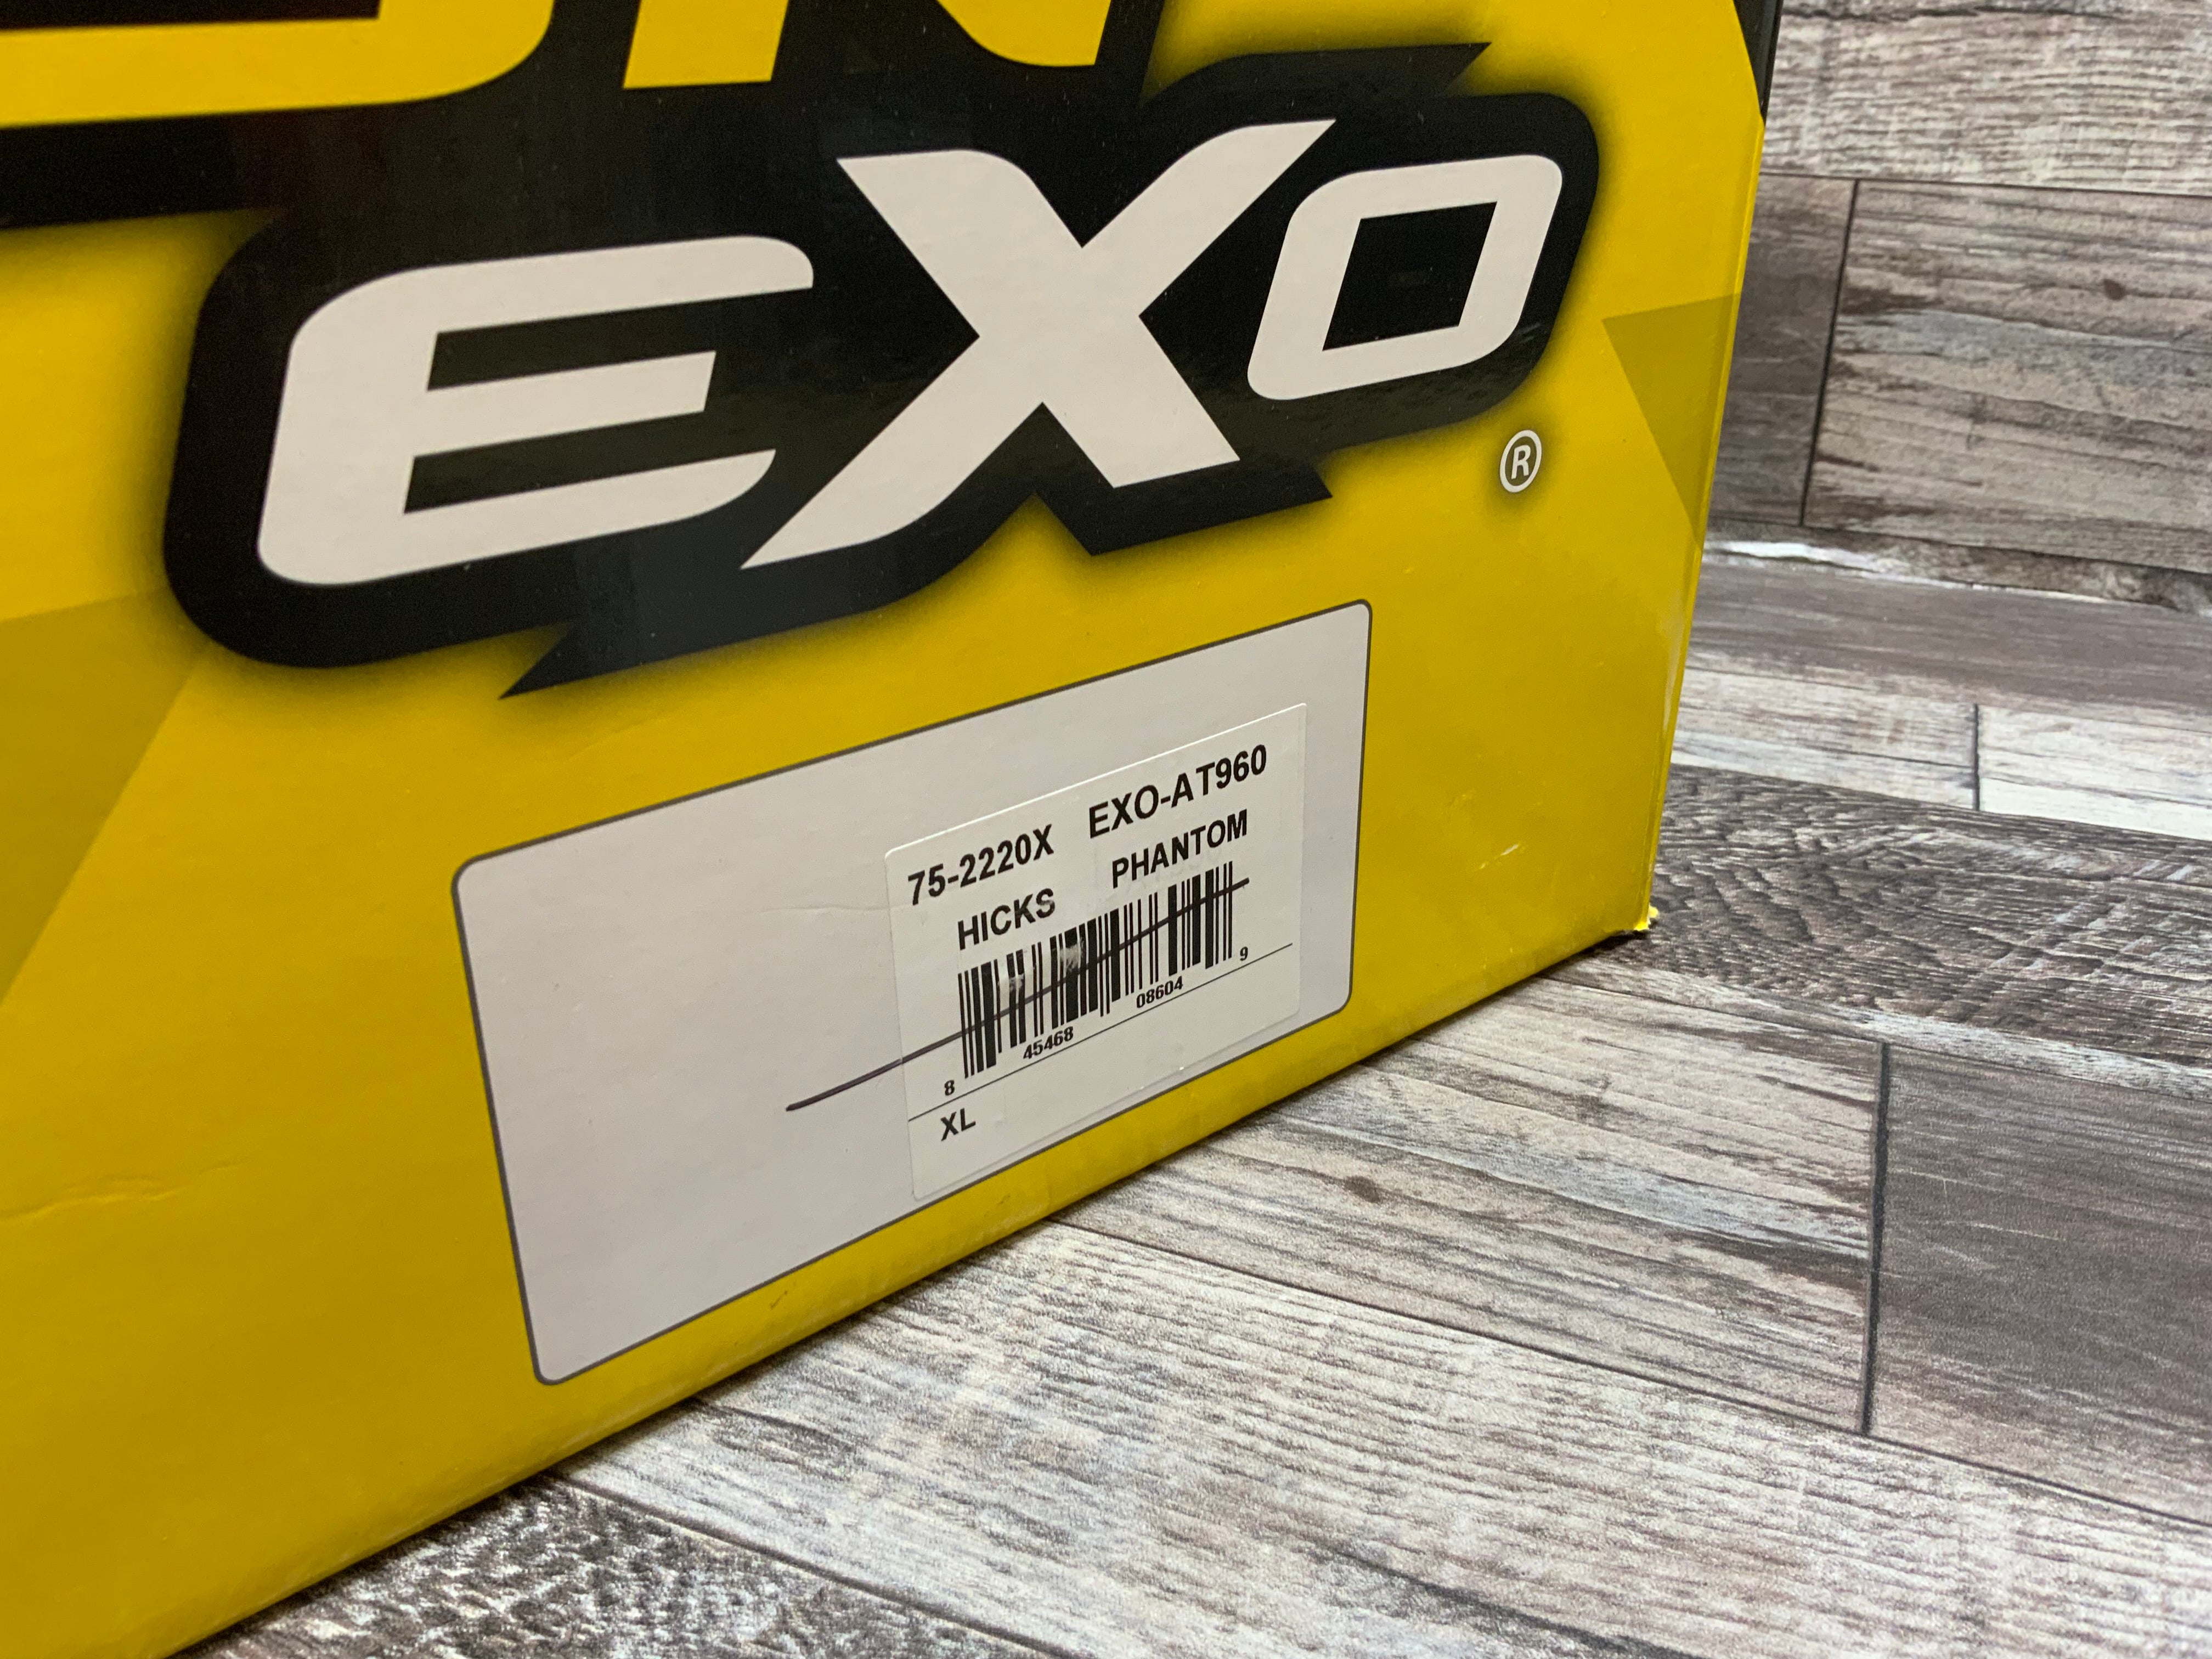 eXO
®
75-2220X EXO-AT960
HICKS PHANTOM
8 45468 08604 9
XL